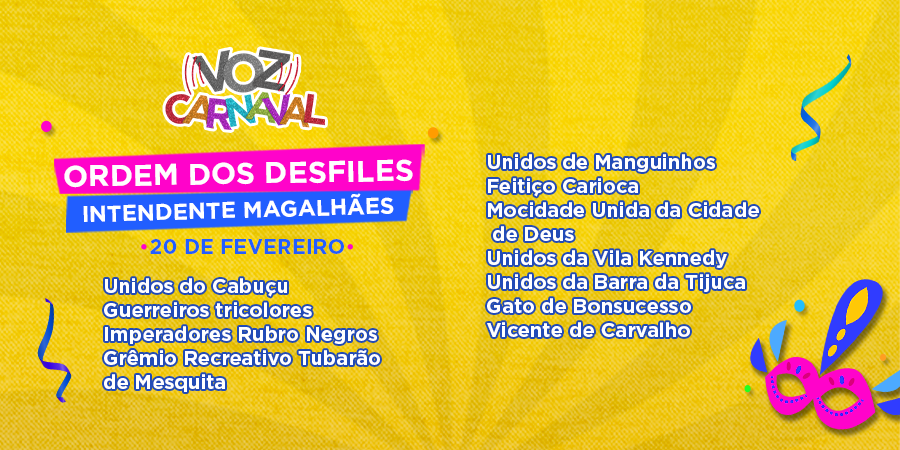 VOZ
CARNAVAL
ORDEM DOS DESFILES
INTENDENTE MAGALHÃES
•20 DE FEVEREIRO•
Unidos do Cabuçu
Guerreiros tricolores
Imperadores Rubro Negros
Grêmio Recreativo Tubarão
de Mesquita
Unidos de Manguinhos
Feitiço Carioca
Mocidade Unida da Cidade
de Deus
Unidos da Vila Kennedy
Unidos da Barra da Tijuca
Gato de Bonsucesso
Vicente de Carvalho